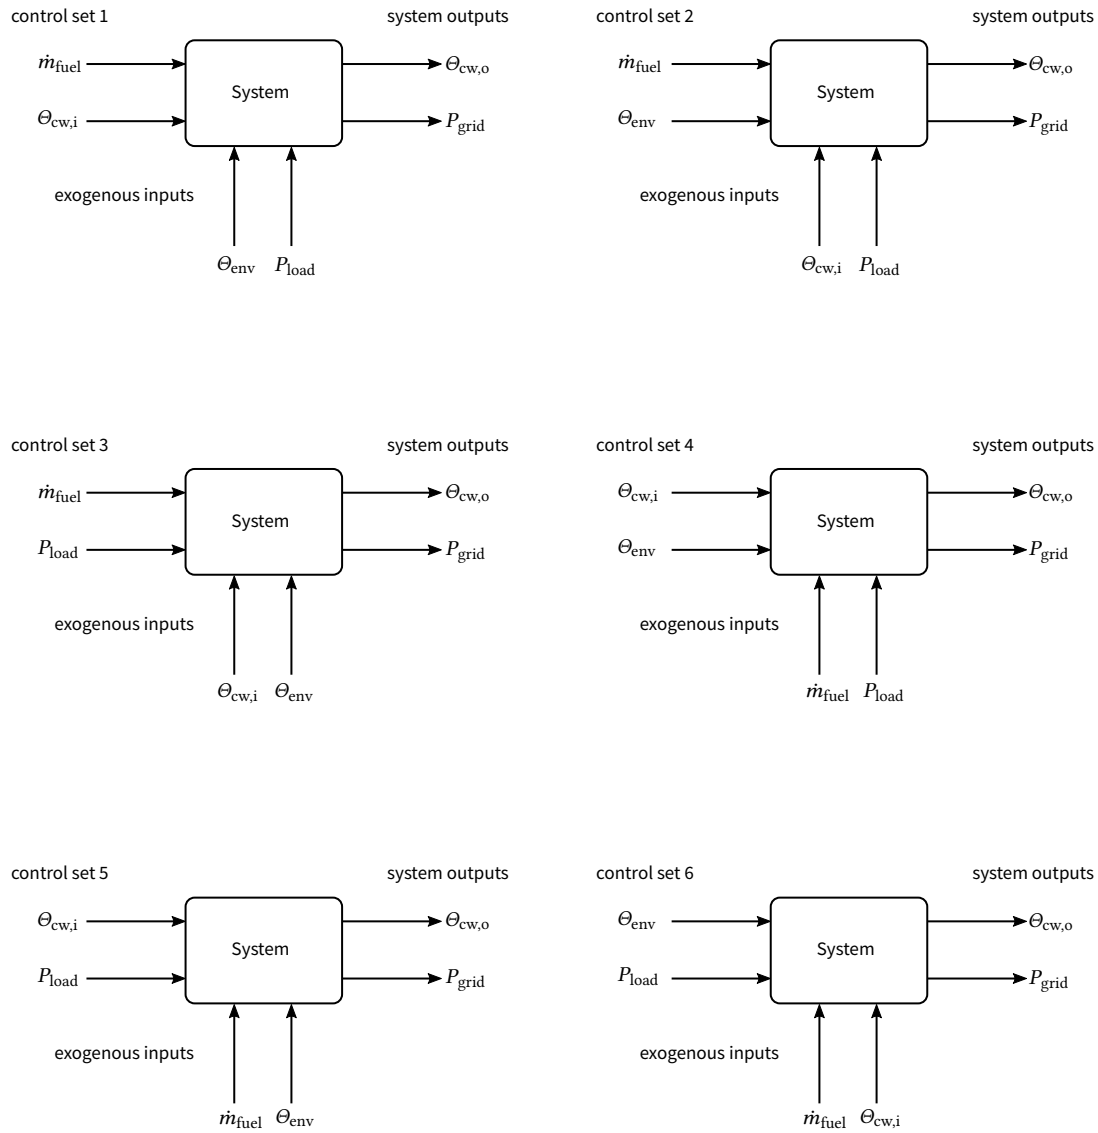 control set 1
system outputs
ṁfuel
Θcw,o
System
Θcw,i
Pgrid
exogenous inputs
Θenv Pload
control set 2
system outputs
ṁfuel
Θcw,o
System
Θenv
Pgrid
exogenous inputs
Θcw,i Pload
control set 3
system outputs
ṁfuel
Θcw,o
System
Pload
Pgrid
exogenous inputs
Θcw,i Θenv
control set 4
system outputs
Θcw,i
Θcw,o
System
Θenv
Pgrid
exogenous inputs
ṁfuel Pload
control set 5
system outputs
Θcw,i
Θcw,o
System
Pload
Pgrid
exogenous inputs
ṁfuel Θenv
control set 6
system outputs
Θenv
Θcw,o
System
Pload
Pgrid
exogenous inputs
ṁfuel Θcw,i